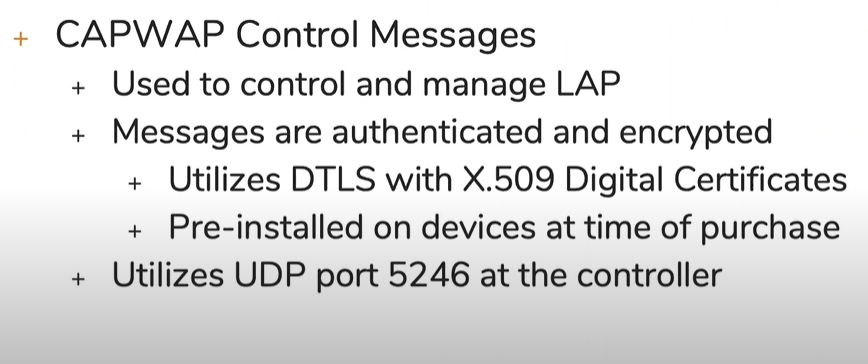 + CAPWAP Control Messages
+ Used to control and manage LAP
+ Messages are authenticated and encrypted
+ Utilizes DTLS with X.509 Digital Certificates
+ Pre-installed on devices at time of purchase
+ Utilizes UDP port 5246 at the controller